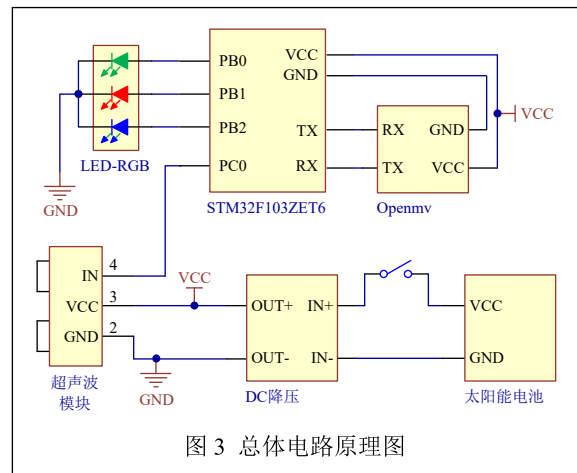 PB0
PB1
PB2
PC0
VCC
GND
TX
RX
STM32F103ZET6
LED-RGB
GND
RX
TX
GND
VCC
Openmv
VCC
IN
VCC
GND
4
3
2
超声波
模块
VCC
GND
OUT+
OUT-
IN+
IN-
DC降压
VCC
GND
太阳能电池
图 3 总体电路原理图